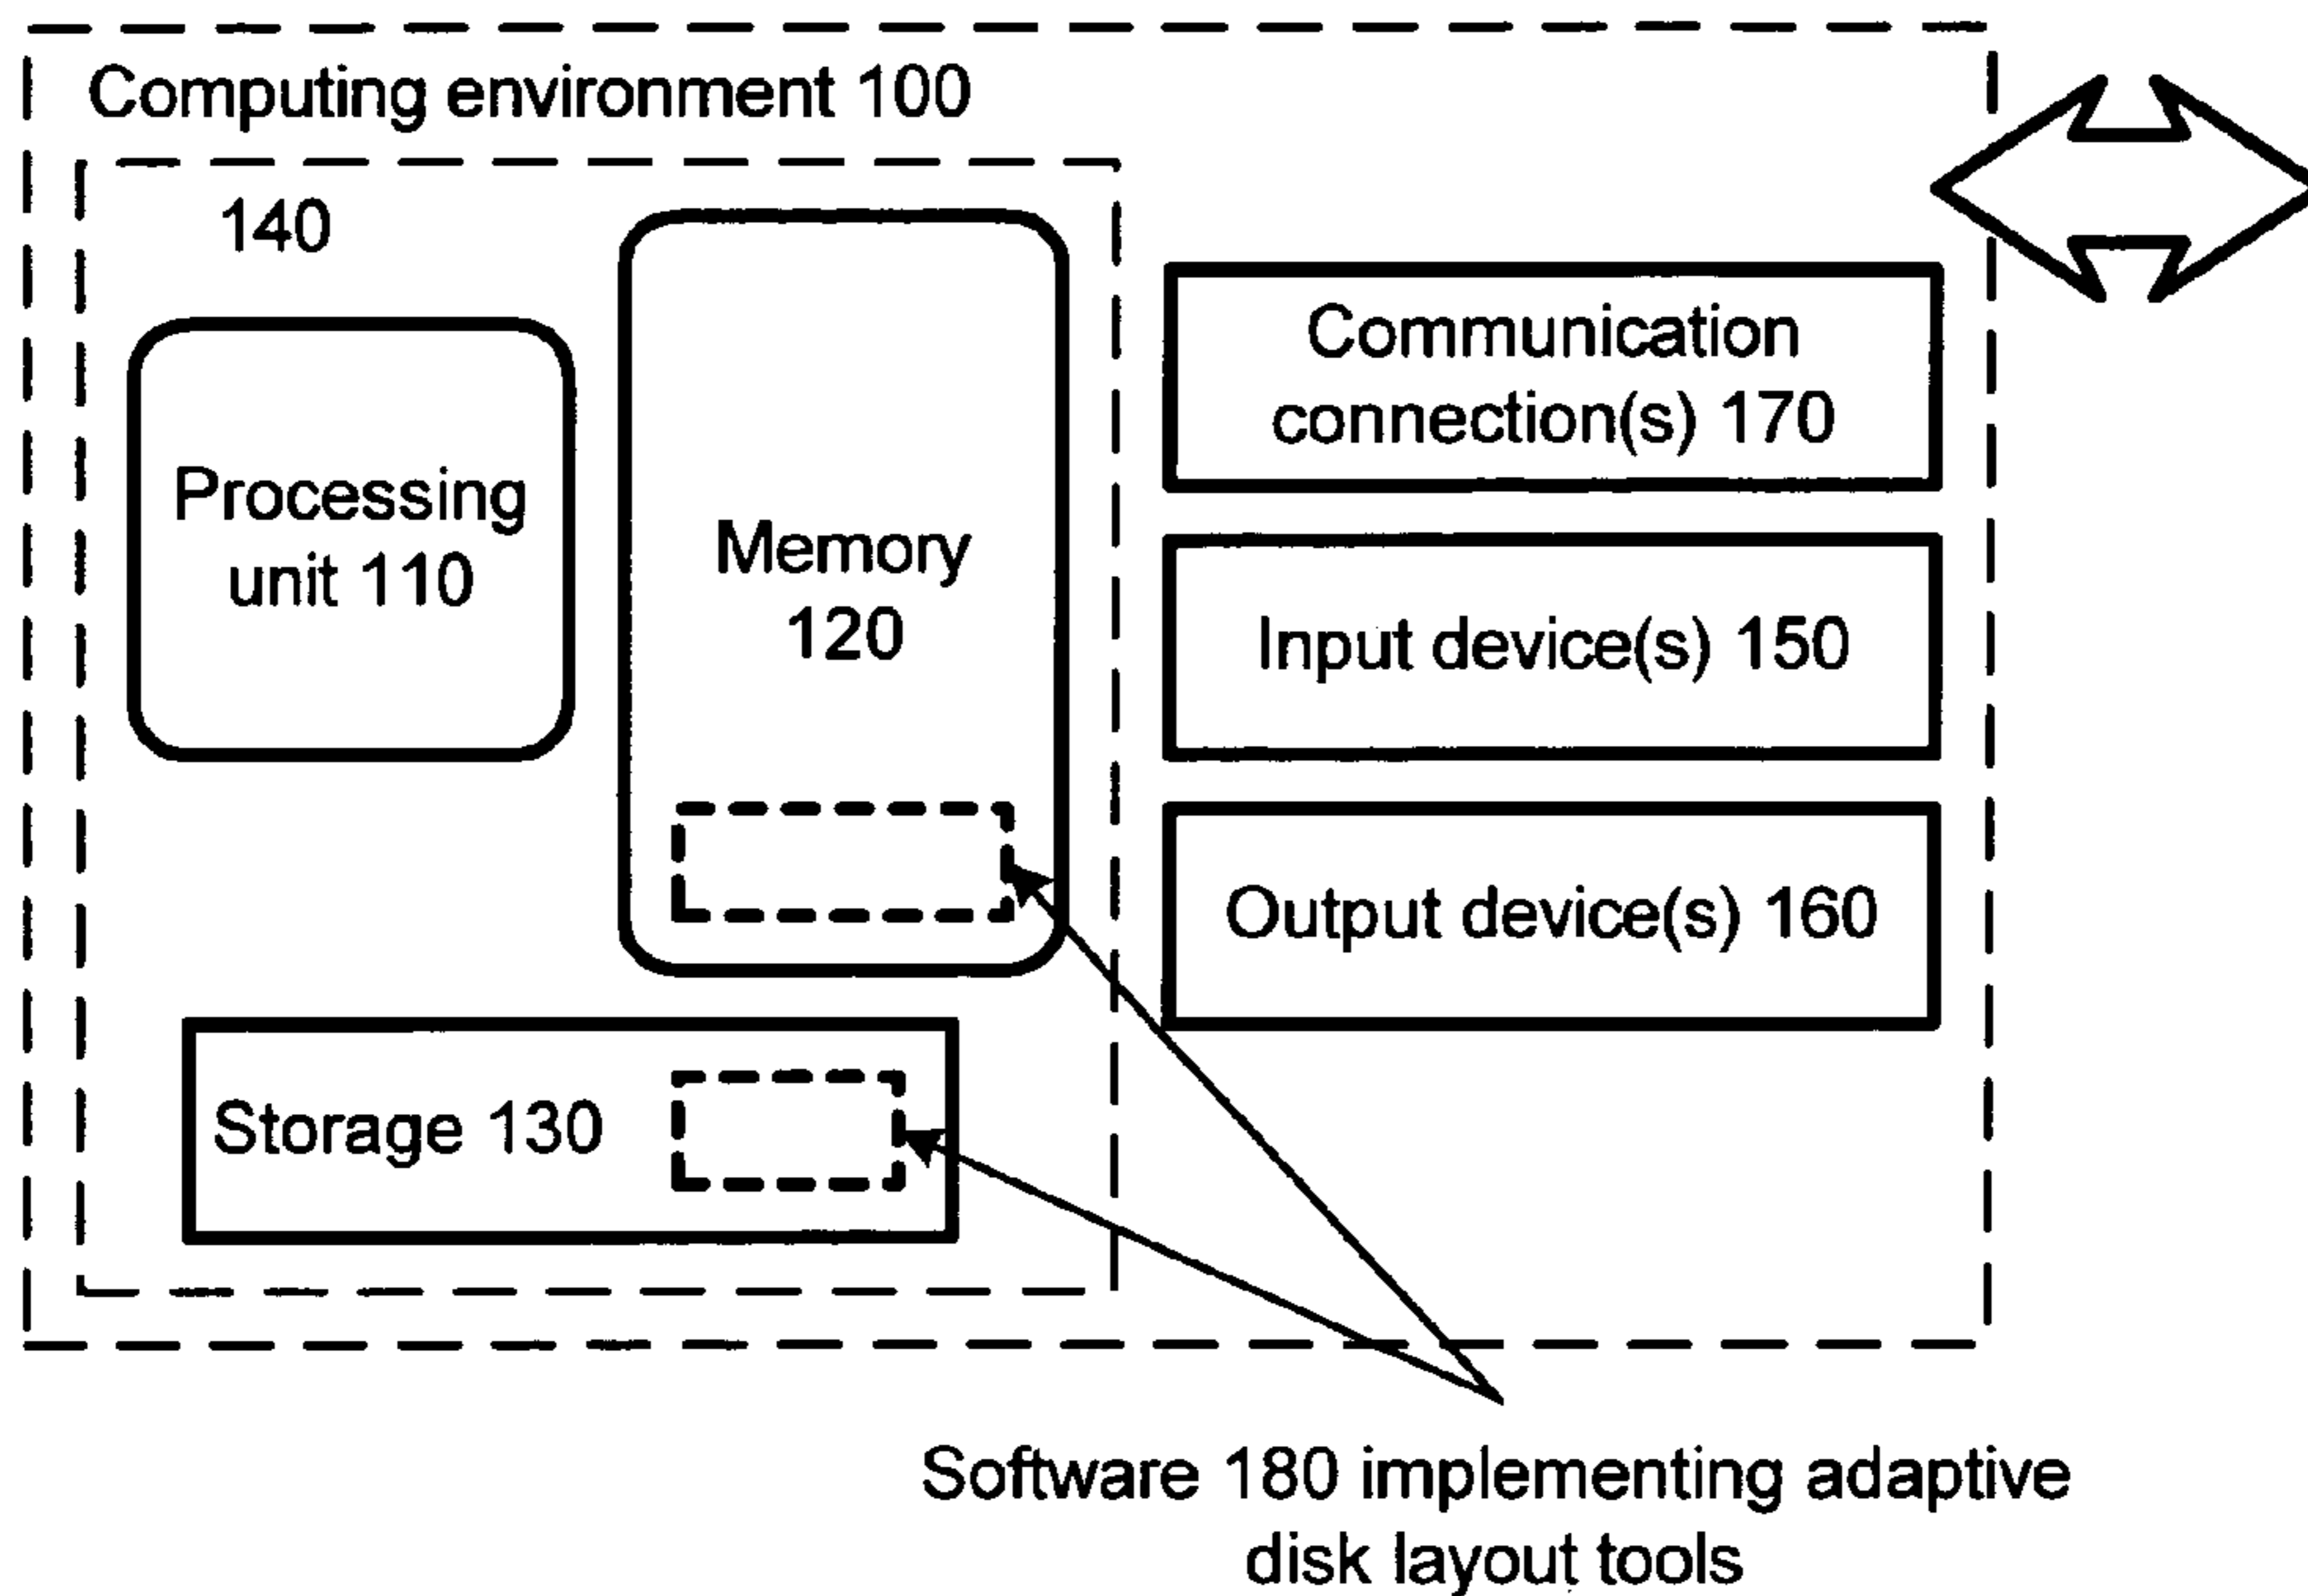 Computing environment 100
140
Processing
unit 110
Memory
120
Storage 130
Communication
connection(s) 170
Input device(s) 150
Output device(s) 160
Software 180 implementing adaptive
disk layout tools